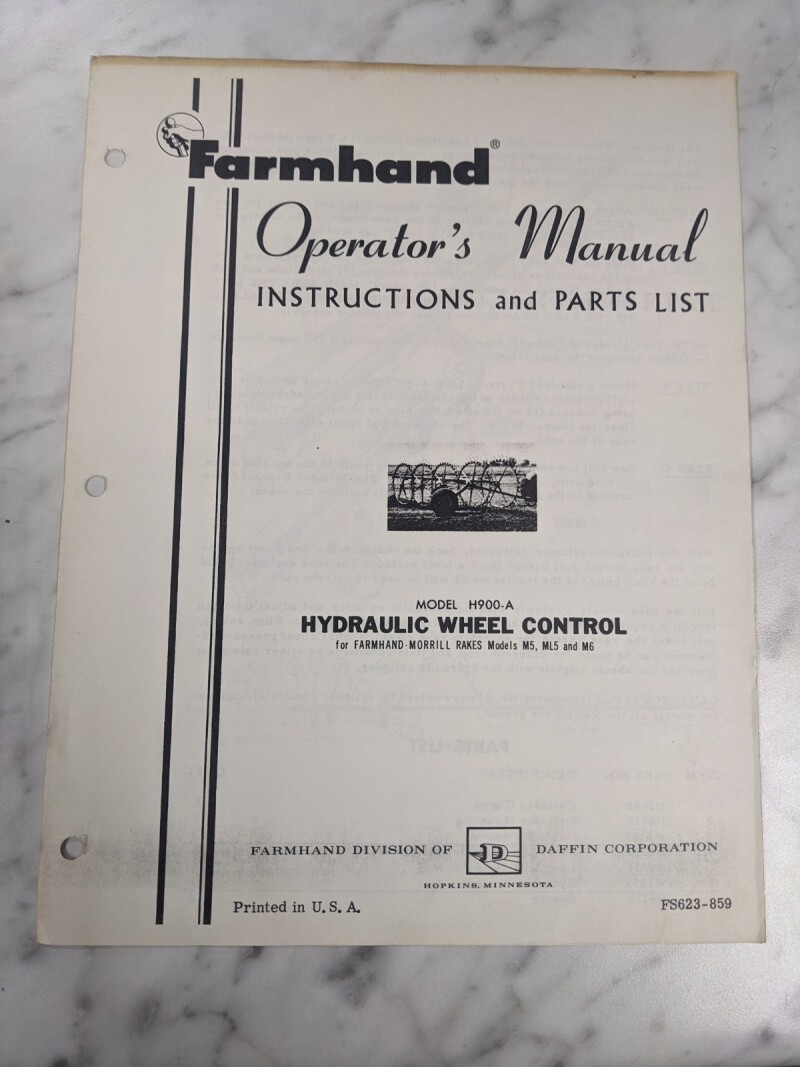 Farmhand®
Operator's Manual
INSTRUCTIONS and PARTS LIST
MODEL H900-A
HYDRAULIC WHEEL CONTROL
for FARMHAND-MORRILL RAKES Models M5, ML5 and M6
FARMHAND DIVISION OF D DAFFIN CORPORATION
HOPKINS, MINNESOTA
Printed in U.S.A.
FS623-859